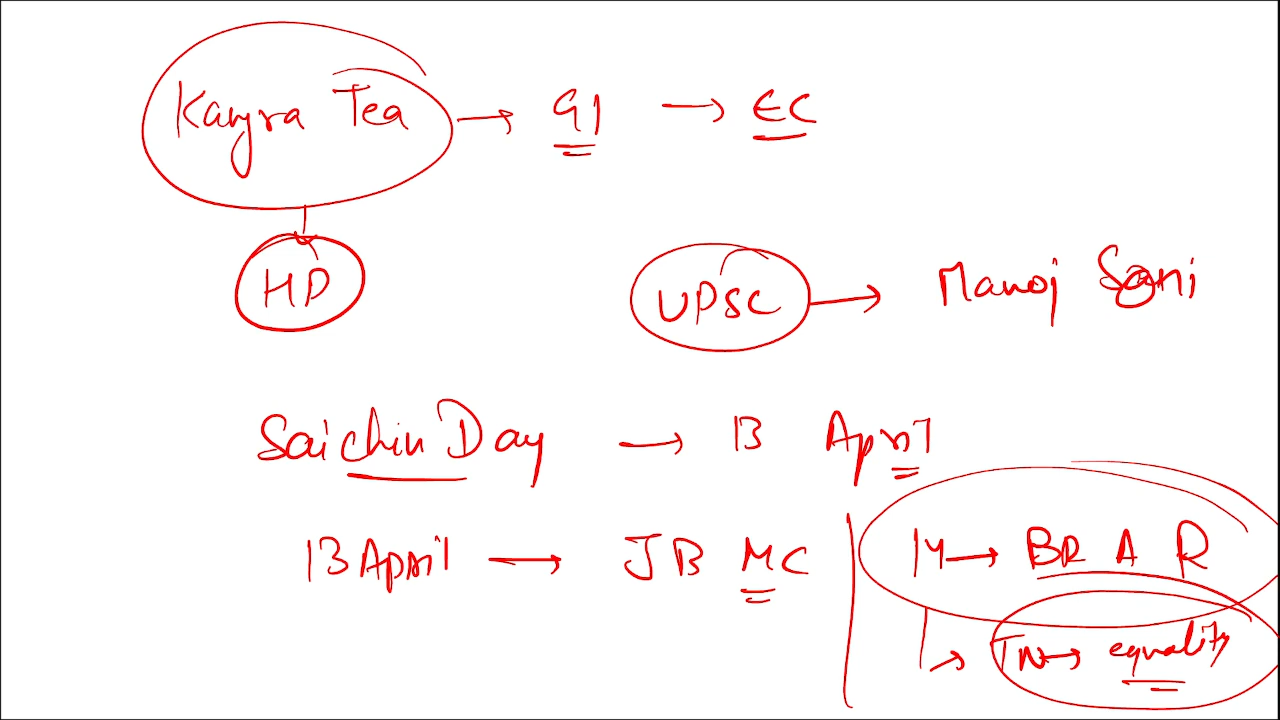 Kangra Tea → GI → EC
HP
UPSC → Manoj Soni
Saichin Day → 13 April
13 April → JB MC
14 → BR A R
TN → equality